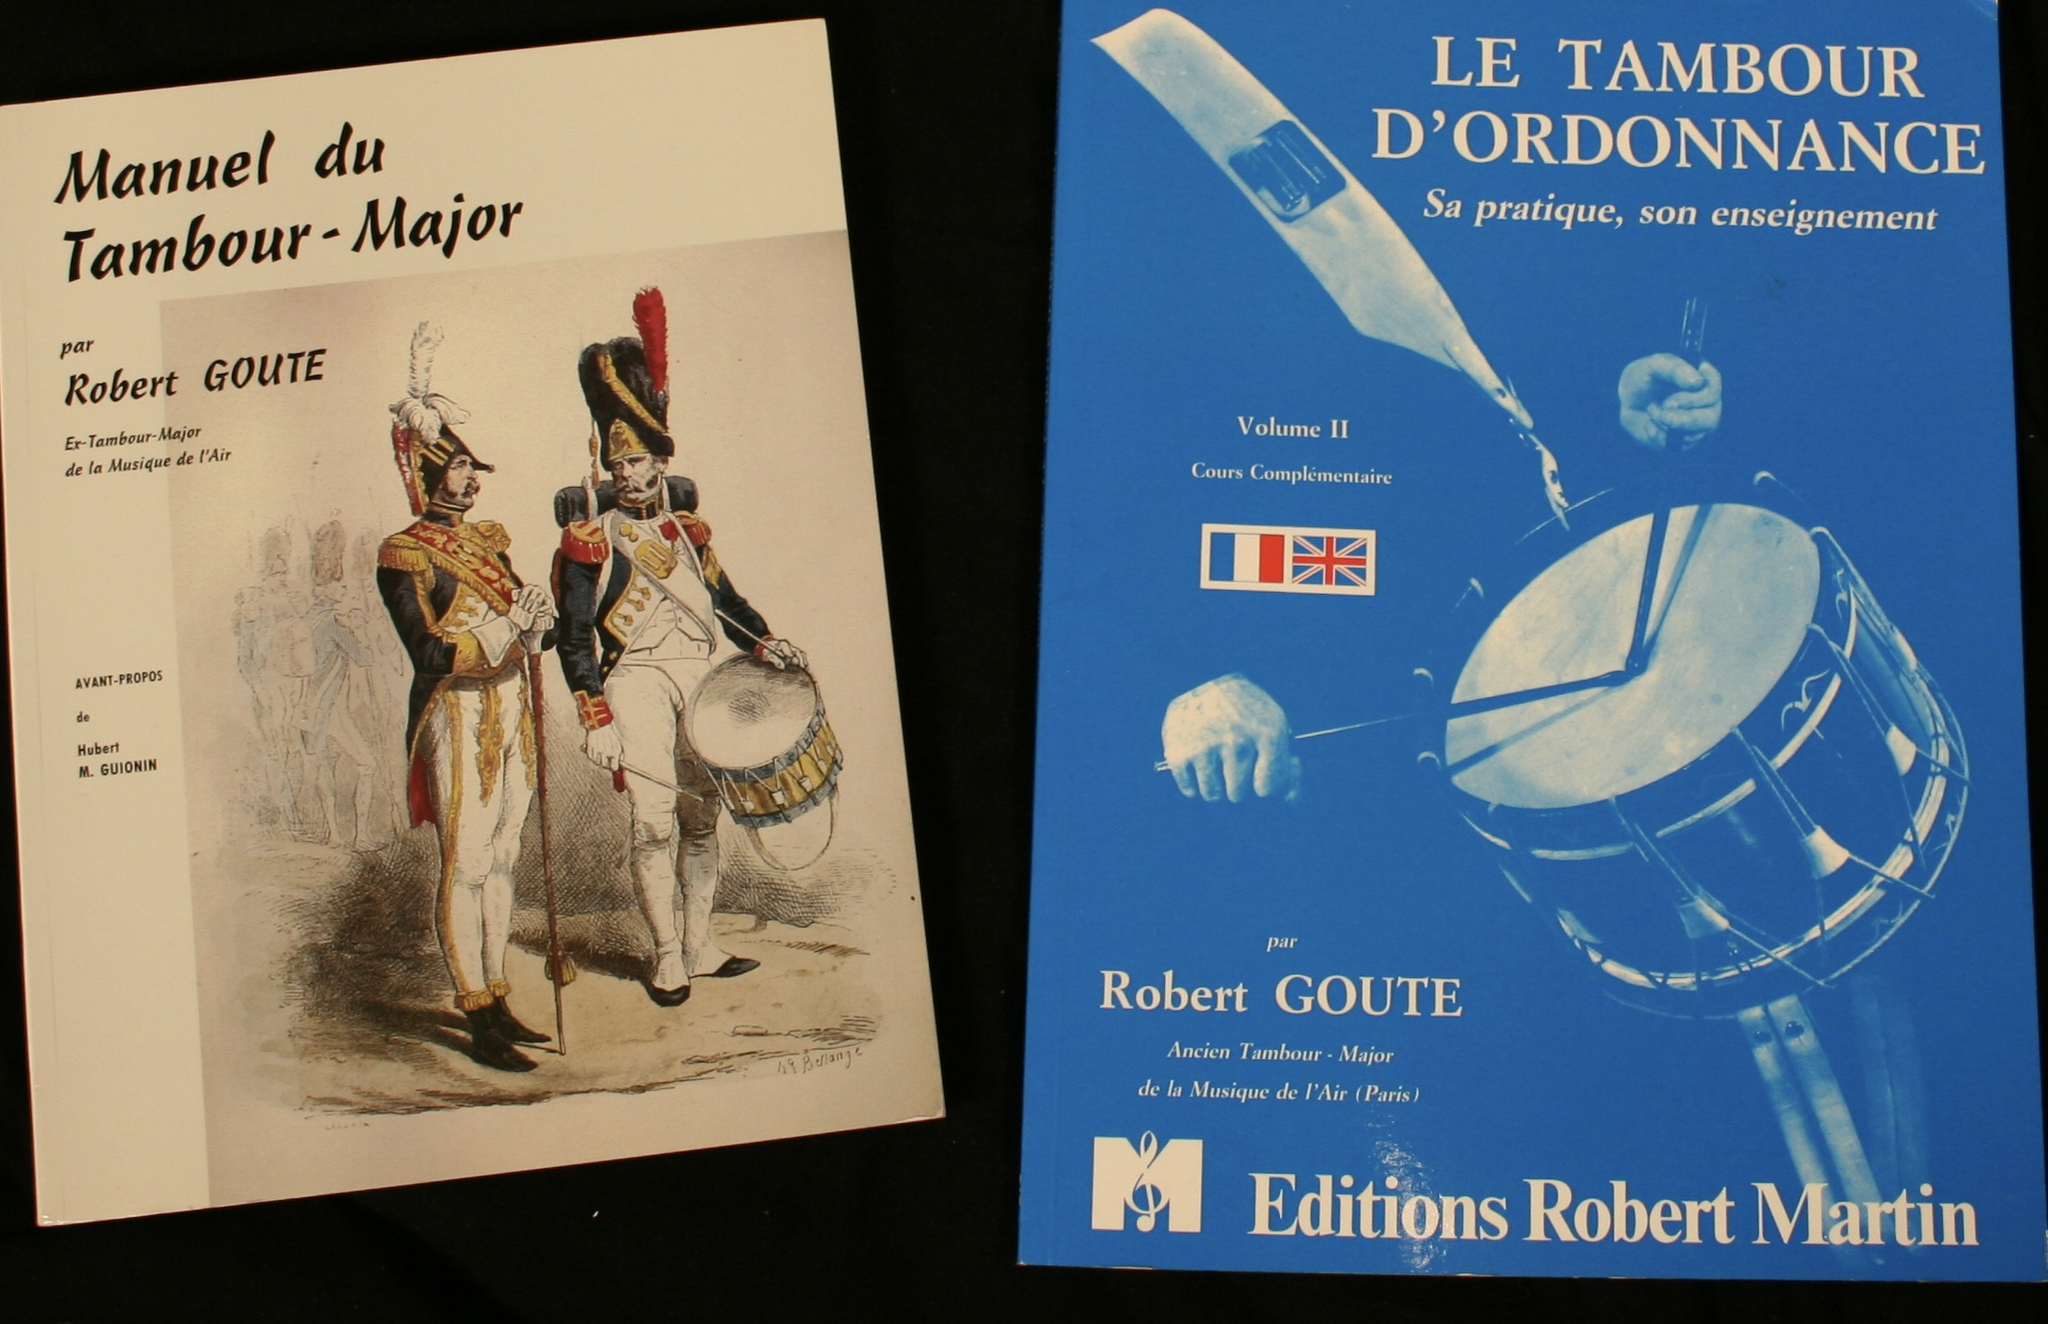 Manuel du
Tambour-Major
par
Robert GOUTE
Ex-Tambour-Major
de la Musique de l'Air
AVANT-PROPOS
de
Hubert
M. GUIONIN
LE TAMBOUR
D'ORDONNANCE
Sa pratique, son enseignement
Volume II
Cours Complémentaire
par
Robert GOUTE
Ancien Tambour - Major
de la Musique de l'Air (Paris)
Editions Robert Martin